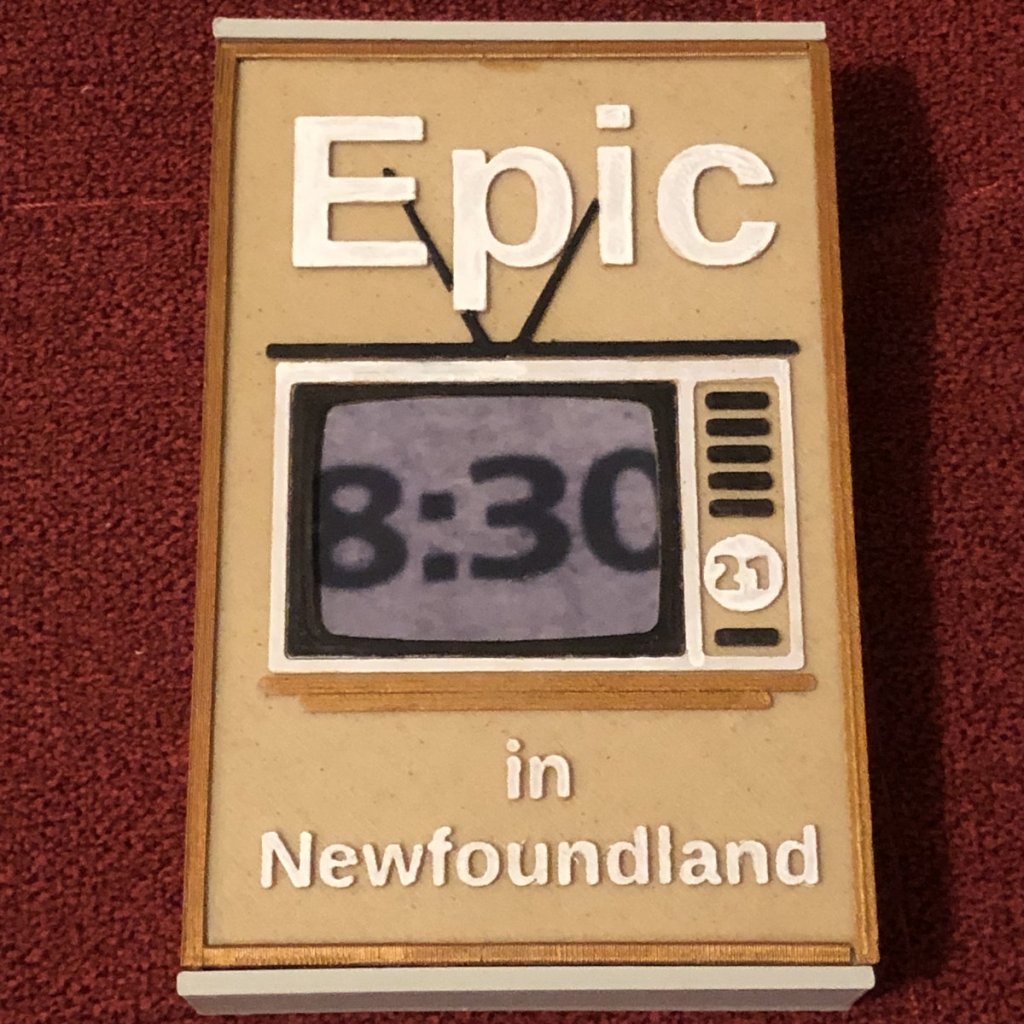 Epic
8:30
21
in
Newfoundland